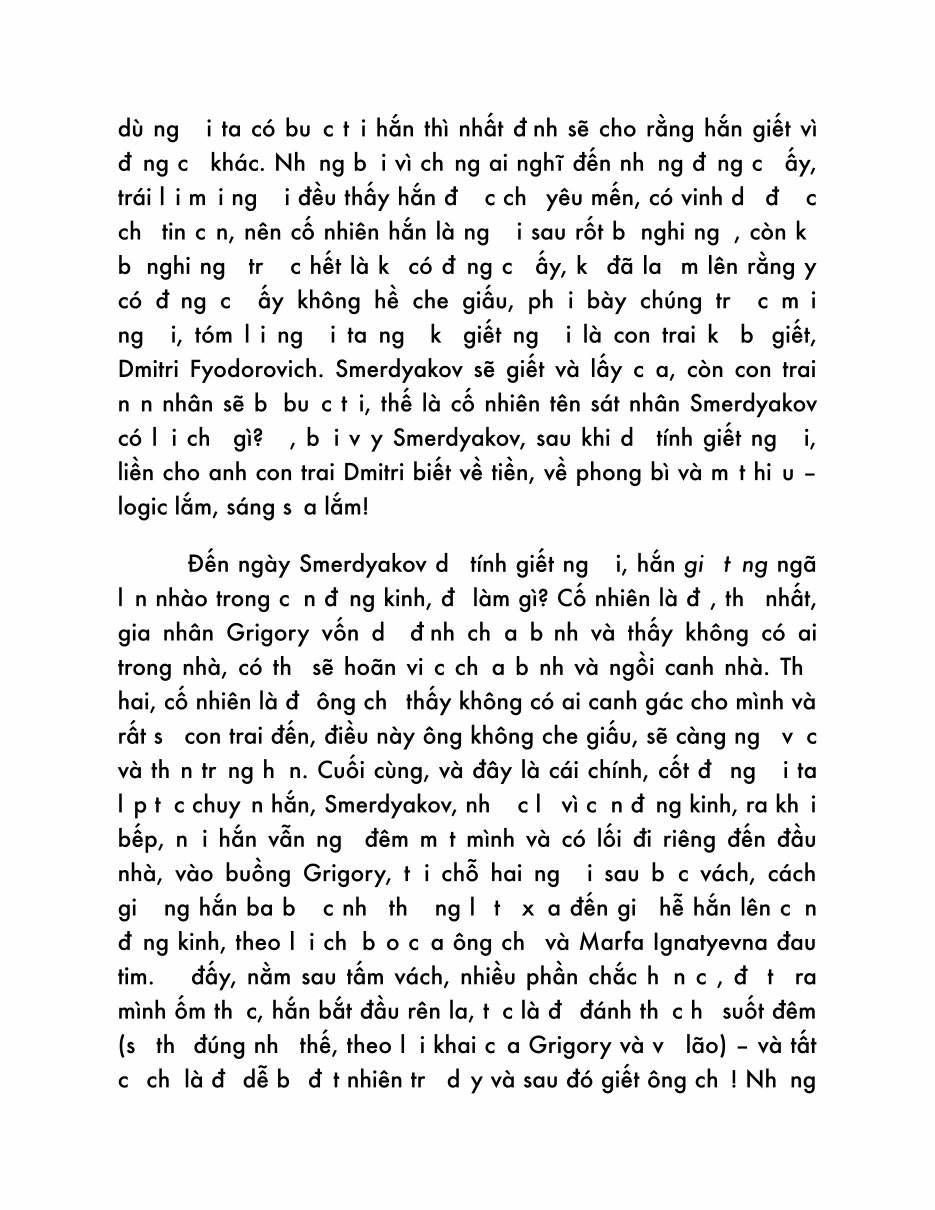 dù ng i ta có bu c t i hắn thì nhất đ nh sẽ cho rằng hắn giết vì
đ ng c khác. Nh ng b i vì ch ng ai nghĩ đến nh ng đ ng c ấy,
trái l i m i ng i đều thấy hắn đ c ch yêu mến, có vinh d đ c
ch tin c n, nên cố nhiên hắn là ng i sau rốt b nghi ng , còn k
b nghi ng tr c hết là k có đ ng c ấy, k đã la m lên rằng y
có đ ng c ấy không hề che giấu, ph i bày chúng tr c m i
ng i, tóm l i ng i ta ng k giết ng i là con trai k b giết,
Dmitri Fyodorovich. Smerdyakov sẽ giết và lấy c a, còn con trai
n n nhân sẽ b bu c t i, thế là cố nhiên tên sát nhân Smerdyakov
có l i ch gì? , b i v y Smerdyakov, sau khi d tính giết ng i,
liền cho anh con trai Dmitri biết về tiền, về phong bì và m t hi u –
logic lắm, sáng s a lắm!
Đến ngày Smerdyakov d tính giết ng i, hắn gi t ng ngã
l n nhào trong c n đ ng kinh, đ làm gì? Cố nhiên là đ , th nhất,
gia nhân Grigory vốn d đ nh ch a b nh và thấy không có ai
trong nhà, có th sẽ hoãn vi c ch a b nh và ngồi canh nhà. Th
hai, cố nhiên là đ ông ch thấy không có ai canh gác cho mình và
rất s con trai đến, điều này ông không che giấu, sẽ càng ng v c
và th n tr ng h n. Cuối cùng, và đây là cái chính, cốt đ ng i ta
l p t c chuy n hắn, Smerdyakov, nh c l vì c n đ ng kinh, ra kh i
bếp, n i hắn vẫn ng đêm m t mình và có lối đi riêng đến đầu
nhà, vào buồng Grigory, t i chỗ hai ng i sau b c vách, cách
gi ng hắn ba b c nh th ng l t x a đến gi hễ hắn lên c n
đ ng kinh, theo l i ch b o c a ông ch và Marfa Ignatyevna đau
tim. đấy, nằm sau tấm vách, nhiều phần chắc h n c , đ t ra
mình ốm th c, hắn bắt đầu rên la, t c là đ đánh th c h suốt đêm
(s th đúng nh thế, theo l i khai c a Grigory và v lão) – và tất
c ch là đ dễ b đ t nhiên tr d y và sau đó giết ông ch ! Nh ng